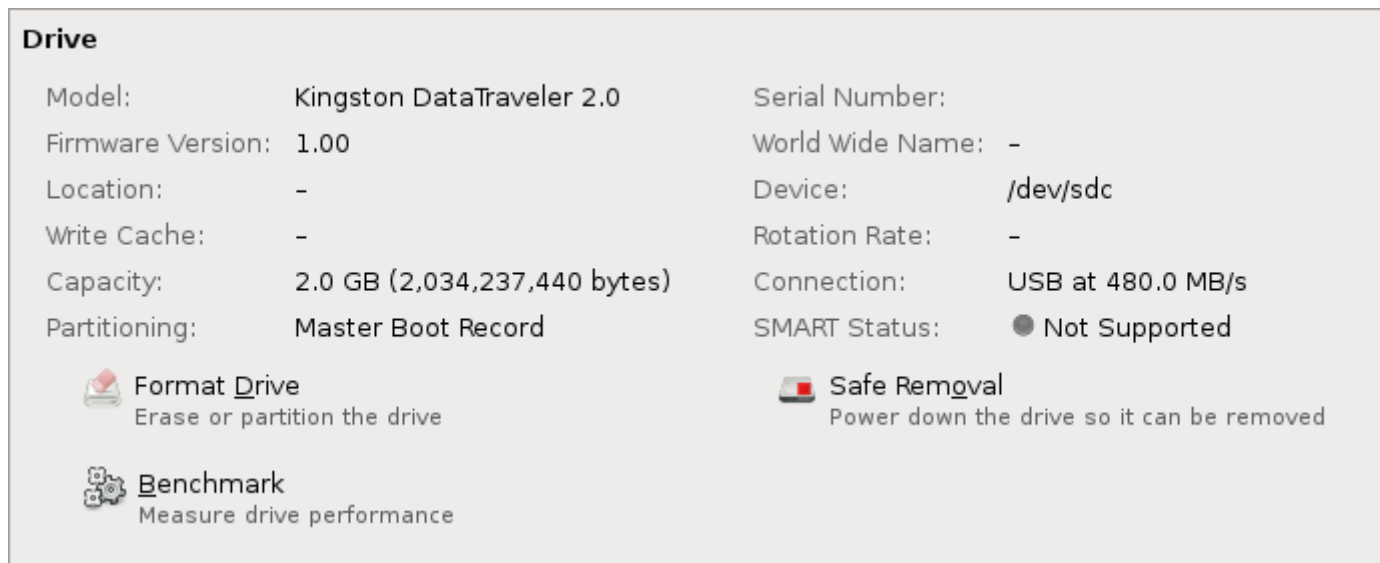 Drive
Model: Kingston DataTraveler 2.0 Serial Number:
Firmware Version: 1.00 World Wide Name: –
Location: – Device: /dev/sdc
Write Cache: – Rotation Rate: –
Capacity: 2.0 GB (2,034,237,440 bytes) Connection: USB at 480.0 MB/s
Partitioning: Master Boot Record SMART Status: Not Supported
Format Drive Safe Removal
Erase or partition the drive Power down the drive so it can be removed
Benchmark
Measure drive performance